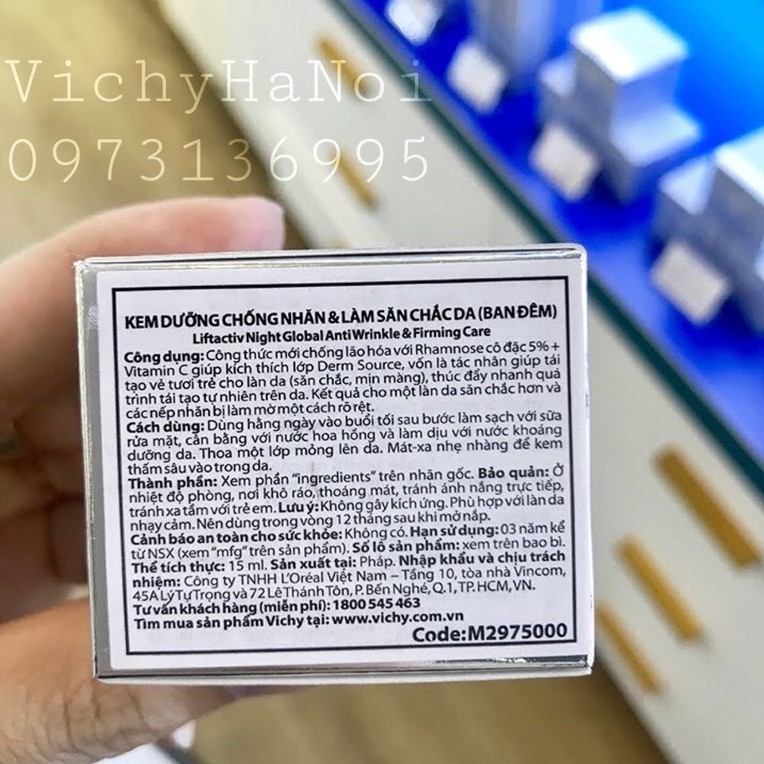 VichyHaNoi
0973136995
KEM DƯỠNG CHỐNG NHĂN & LÀM SĂN CHẮC DA (BAN ĐÊM)
Liftactiv Night Global Anti Wrinkle & Firming Care
Công dụng: Công thức mới chống lão hóa với Rhamnose cô đặc 5% +
Vitamin C giúp kích thích lớp Derm Source, vốn là tác nhân giúp tái
tạo vẻ tươi trẻ cho làn da (săn chắc, mịn màng), thúc đẩy nhanh quá
trình tái tạo tự nhiên trên da. Kết quả cho một làn da săn chắc hơn và
các nếp nhăn bị làm mờ một cách rõ rệt.
Cách dùng: Dùng hằng ngày vào buổi tối sau bước làm sạch với sữa
rửa mặt, cân bằng với nước hoa hồng và làm dịu với nước khoáng
dưỡng da. Thoa một lớp mỏng lên da. Mát-xa nhẹ nhàng để kem
thấm sâu vào trong da.
Thành phần: Xem phần "ingredients" trên nhãn gốc. Bảo quản: Ở
nhiệt độ phòng, nơi khô ráo, thoáng mát, tránh ánh nắng trực tiếp,
tránh xa tầm với trẻ em. Lưu ý: Không gây kích ứng. Phù hợp với làn da
nhạy cảm. Nên dùng trong vòng 12 tháng sau khi mở nắp.
Cảnh báo an toàn cho sức khỏe: Không có. Hạn sử dụng: 03 năm kể
từ NSX (xem "mfg" trên sản phẩm). Số lô sản phẩm: xem trên bao bì.
Thể tích thực: 15 ml. Sản xuất tại: Pháp. Nhập khẩu và chịu trách
nhiệm: Công ty TNHH L'Oréal Việt Nam – Tầng 10, tòa nhà Vincom,
45A Lý Tự Trọng và 72 Lê Thánh Tôn, P. Bến Nghé, Q.1, TP. HCM, VN.
Tư vấn khách hàng (miễn phí): 1800 545 463
Tìm mua sản phẩm Vichy tại: www.vichy.com.vn
Code:M2975000